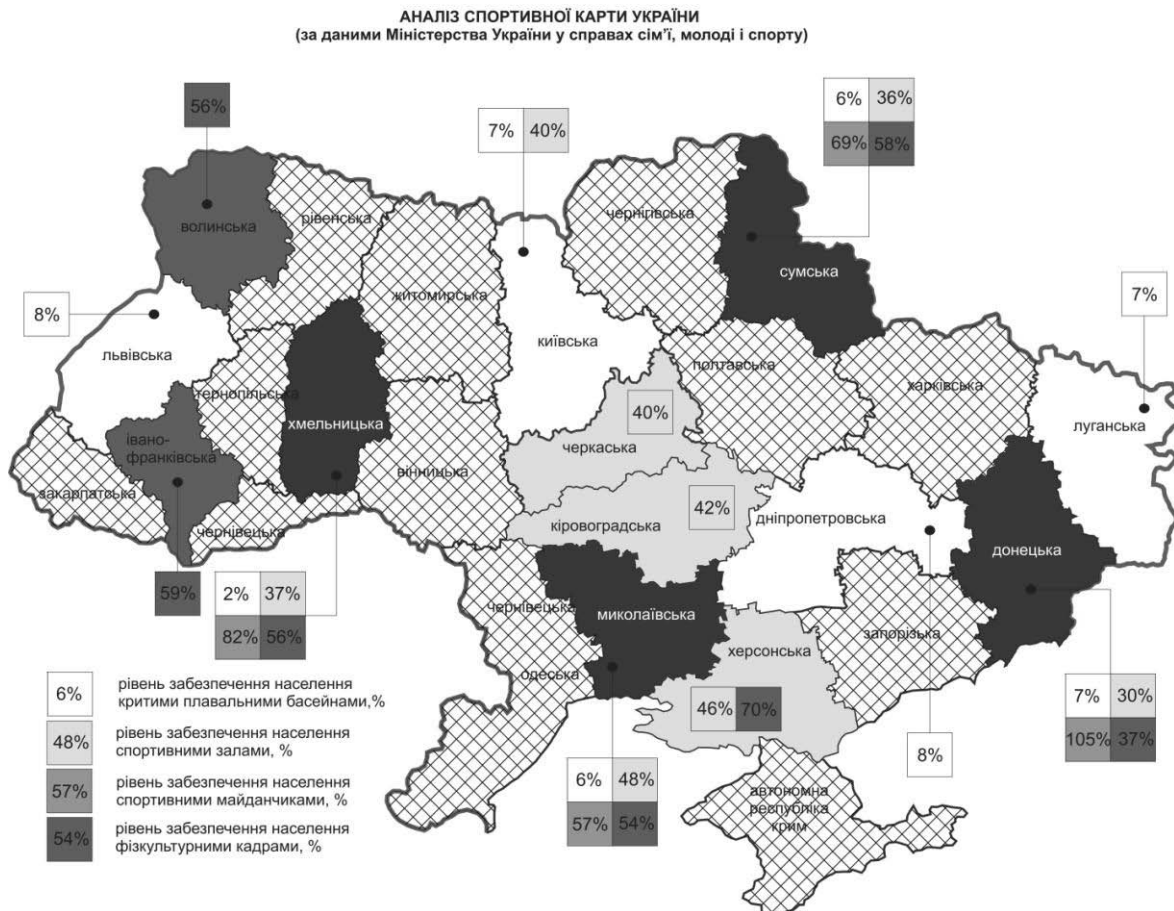 АНАЛІЗ СПОРТИВНОЇ КАРТИ УКРАЇНИ
(за даними Міністерства України у справах сім’ї, молоді і спорту)
56%
7% 40%
6% 36%
69% 58%
волинська
рівенська
чернігівська
сумська
житомирська
7%
8%
львівська
київська
полтавська
харківська
тернопільська
хмельницька
40%
луганська
івано-
франківська
черкаська
закарпатська
вінницька
42%
чернівецька
кіровоградська
дніпропетровська
донецька
59%
2% 37%
82% 56%
чернівецька
миколаївська
запорізька
херсонська
одеська
46% 70%
7% 30%
105% 37%
8%
6% 48%
57% 54%
автономна
республіка
крим
6% рівень забезпечення населення
критими плавальними басейнами,%
48% рівень забезпечення населення
спортивними залами, %
57% рівень забезпечення населення
спортивними майданчиками, %
54% рівень забезпечення населення
фізкультурними кадрами, %